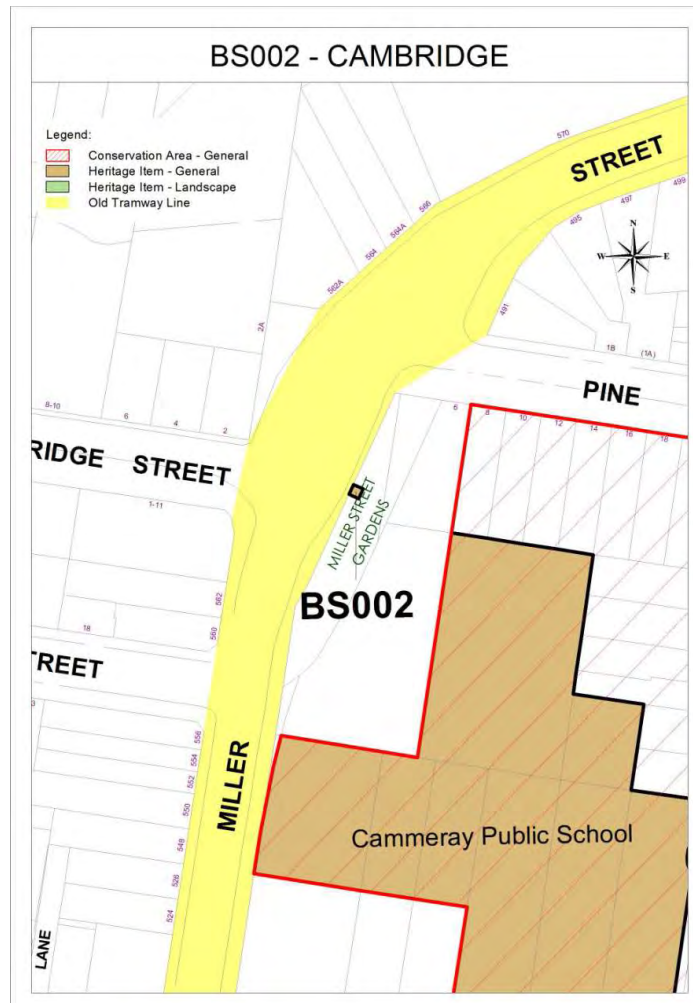 BS002 - CAMBRIDGE
Legend:
Conservation Area - General
Heritage Item - General
Heritage Item - Landscape
Old Tramway Line
570
STREET
499
497
495
566
564A
564
562A
N
W E
S
491
2A
1B
(1A)
PINE
8-10
6
4
2
6
8
10
12
14
16
18
RIDGE STREET
1-11
MILLER STREET
GARDENS
BS002
562
560
18
TREET
3
556
554
552
550
549
526
524
MILLER
Cammeray Public School
LANE